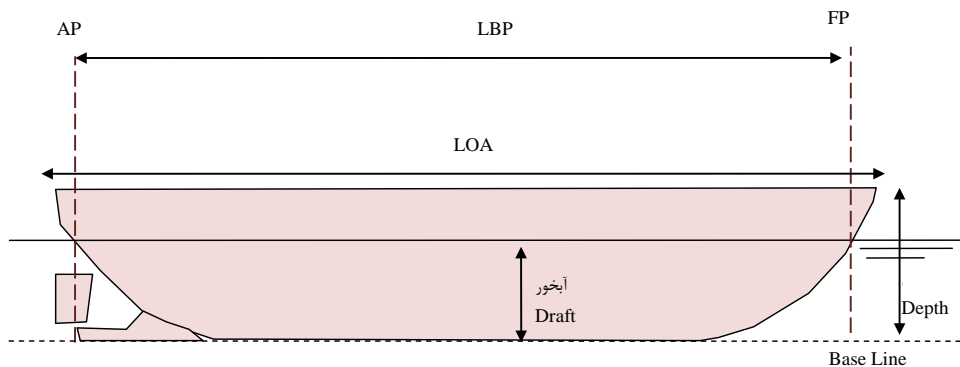 AP
LBP
FP
LOA
آبخور
Draft
Depth
Base Line